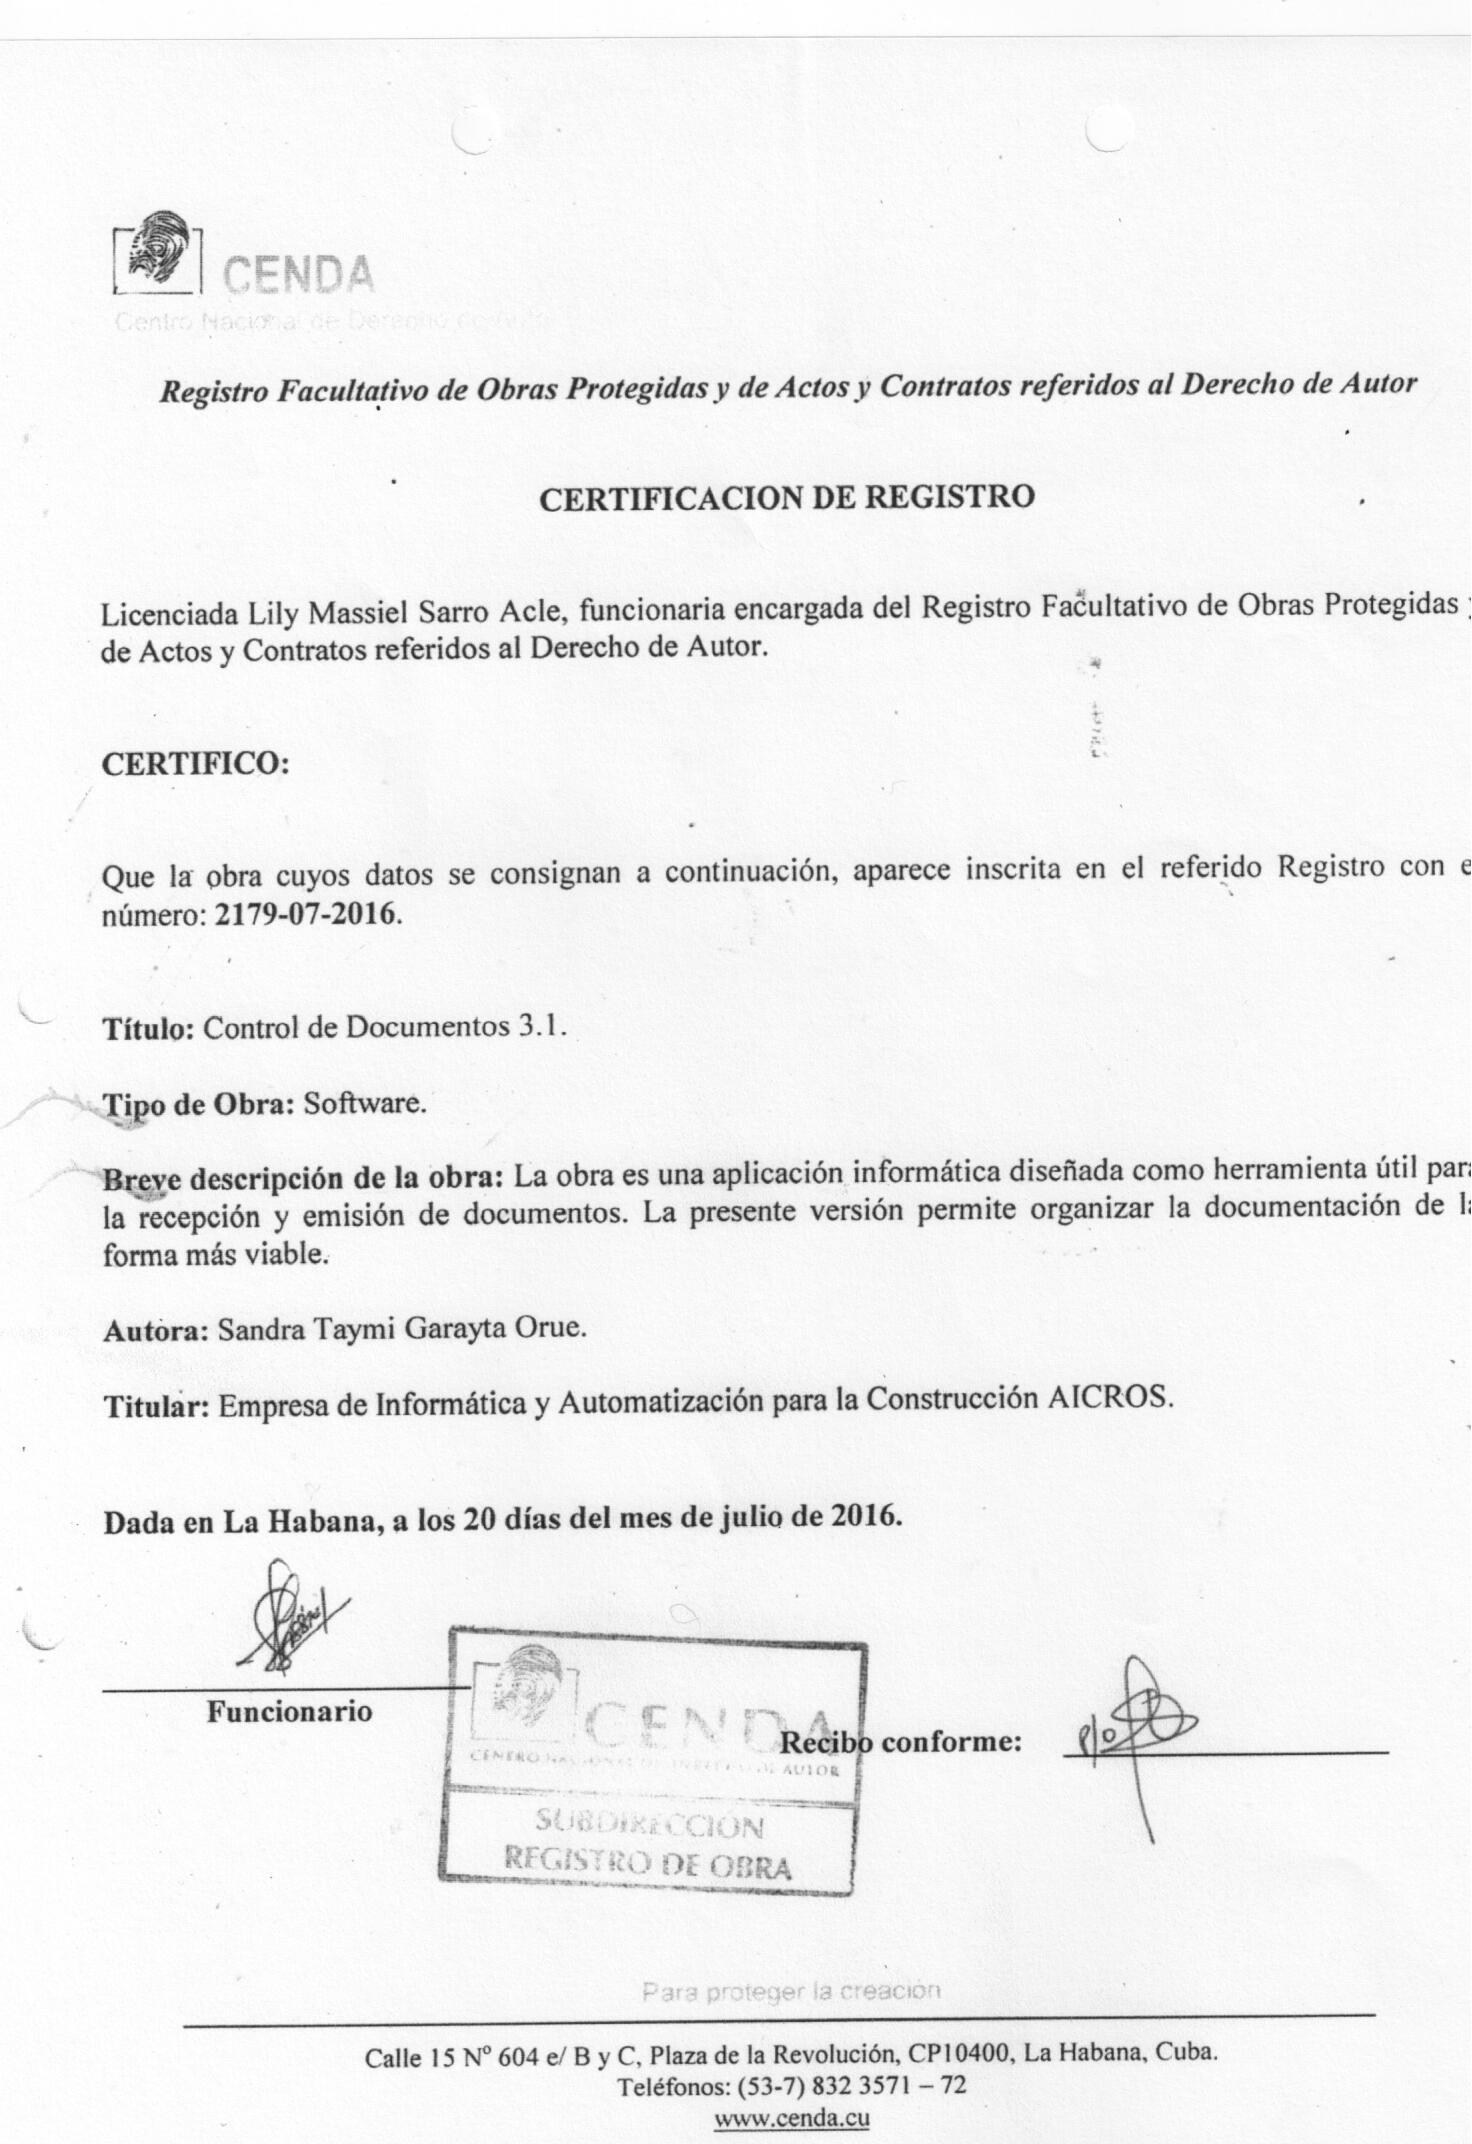 CENDA
Centro Nacional de Derecho de Autor
Registro Facultativo de Obras Protegidas y de Actos y Contratos referidos al Derecho de Autor
CERTIFICACION DE REGISTRO
Licenciada Lily Massiel Sarro Acle, funcionaria encargada del Registro Facultativo de Obras Protegidas y
de Actos y Contratos referidos al Derecho de Autor.
CERTIFICO:
Que la obra cuyos datos se consignan a continuación, aparece inscrita en el referido Registro con e
número: 2179-07-2016.
Título: Control de Documentos 3.1.
Tipo de Obra: Software.
Breve descripción de la obra: La obra es una aplicación informática diseñada como herramienta útil para
la recepción y emisión de documentos. La presente versión permite organizar la documentación de la
forma más viable.
Autora: Sandra Taymi Garayta Orue.
Titular: Empresa de Informática y Automatización para la Construcción AICROS.
Dada en La Habana, a los 20 días del mes de julio de 2016.
Funcionario
CENDA
CENTRO NACIONAL DE DERECHO DE AUTOR
SUBDIRECCIÓN
REGISTRO DE OBRA
Recibo conforme:
p/o
Para proteger la creación
Calle 15 Nº 604 e/ B y C, Plaza de la Revolución, CP10400, La Habana, Cuba.
Teléfonos: (53-7) 832 3571 – 72
www.cenda.cu